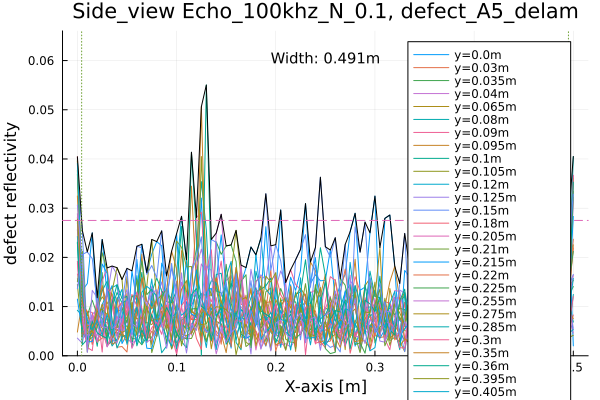 Side_view Echo_100khz_N_0.1, defect_A5_delam
Width: 0.491m
defect reflectivity
0.06
0.05
0.04
0.03
0.02
0.01
0.00
0.0
0.1
0.2
0.3
.5
X-axis [m]
y=0.0m
y=0.03m
y=0.035m
y=0.04m
y=0.065m
y=0.08m
y=0.09m
y=0.095m
y=0.1m
y=0.105m
y=0.12m
y=0.125m
y=0.15m
y=0.18m
y=0.205m
y=0.21m
y=0.215m
y=0.22m
y=0.225m
y=0.255m
y=0.275m
y=0.285m
y=0.3m
y=0.35m
y=0.36m
y=0.395m
y=0.405m